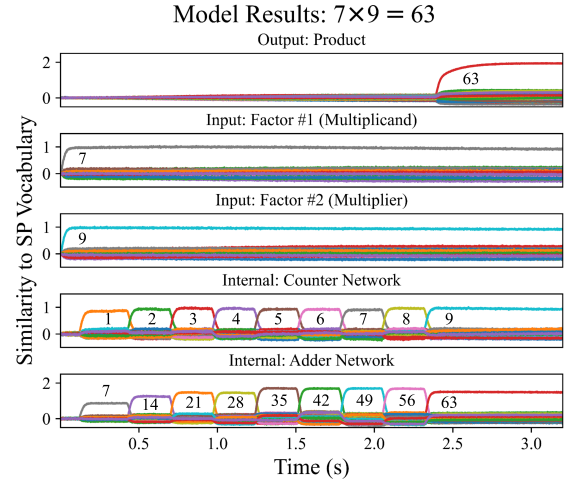 Model Results: 7×9 = 63
Output: Product
2
0
63
Input: Factor #1 (Multiplicand)
1
0
7
Input: Factor #2 (Multiplier)
1
0
9
Internal: Counter Network
1
0
1 2 3 4 5 6 7 8 9
Internal: Adder Network
2
0
7 14 21 28 35 42 49 56 63
0.5 1.0 1.5 2.0 2.5 3.0
Time (s)
Similarity to SP Vocabulary